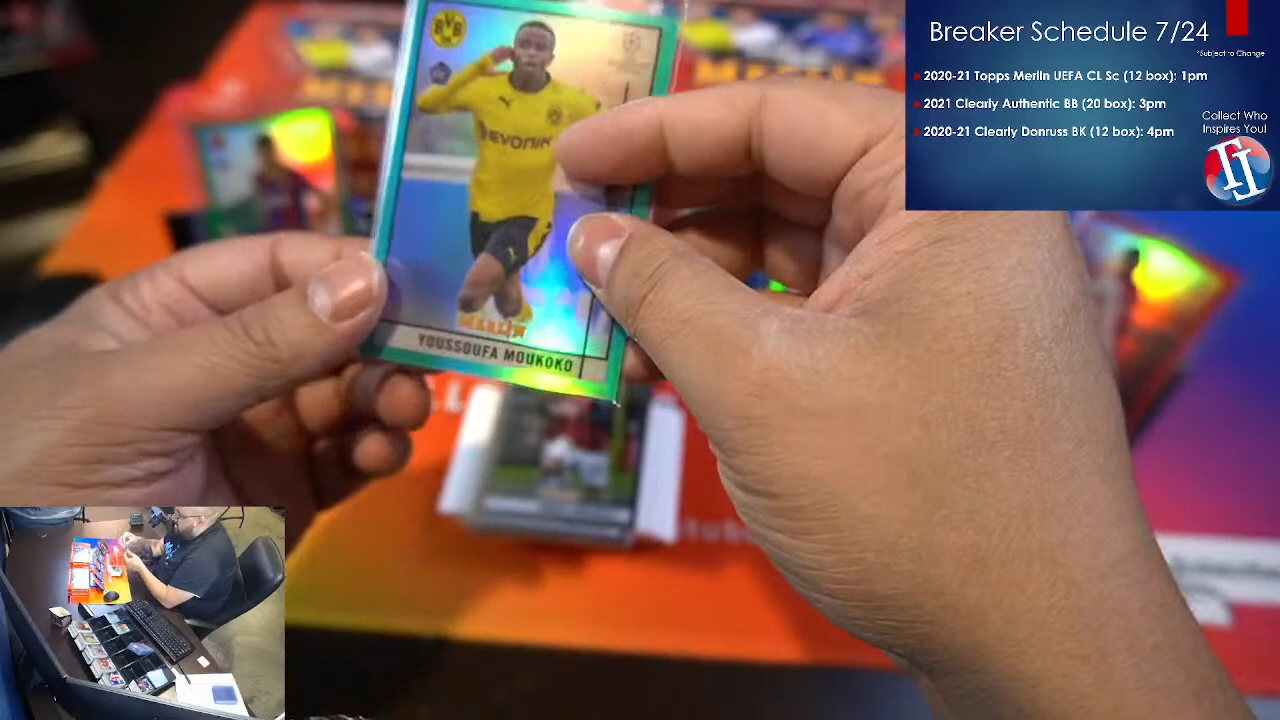 Breaker Schedule 7/24
*Subject to Change
2020-21 Topps Merlin UEFA CL Sc (12 box): 1pm
2021 Clearly Authentic BB (20 box): 3pm
2020-21 Clearly Donruss BK (12 box): 4pm
Collect Who
Inspires You!
BVB
09
EVONIK
MERLIN
YOUSSOUFA MOUKOKO